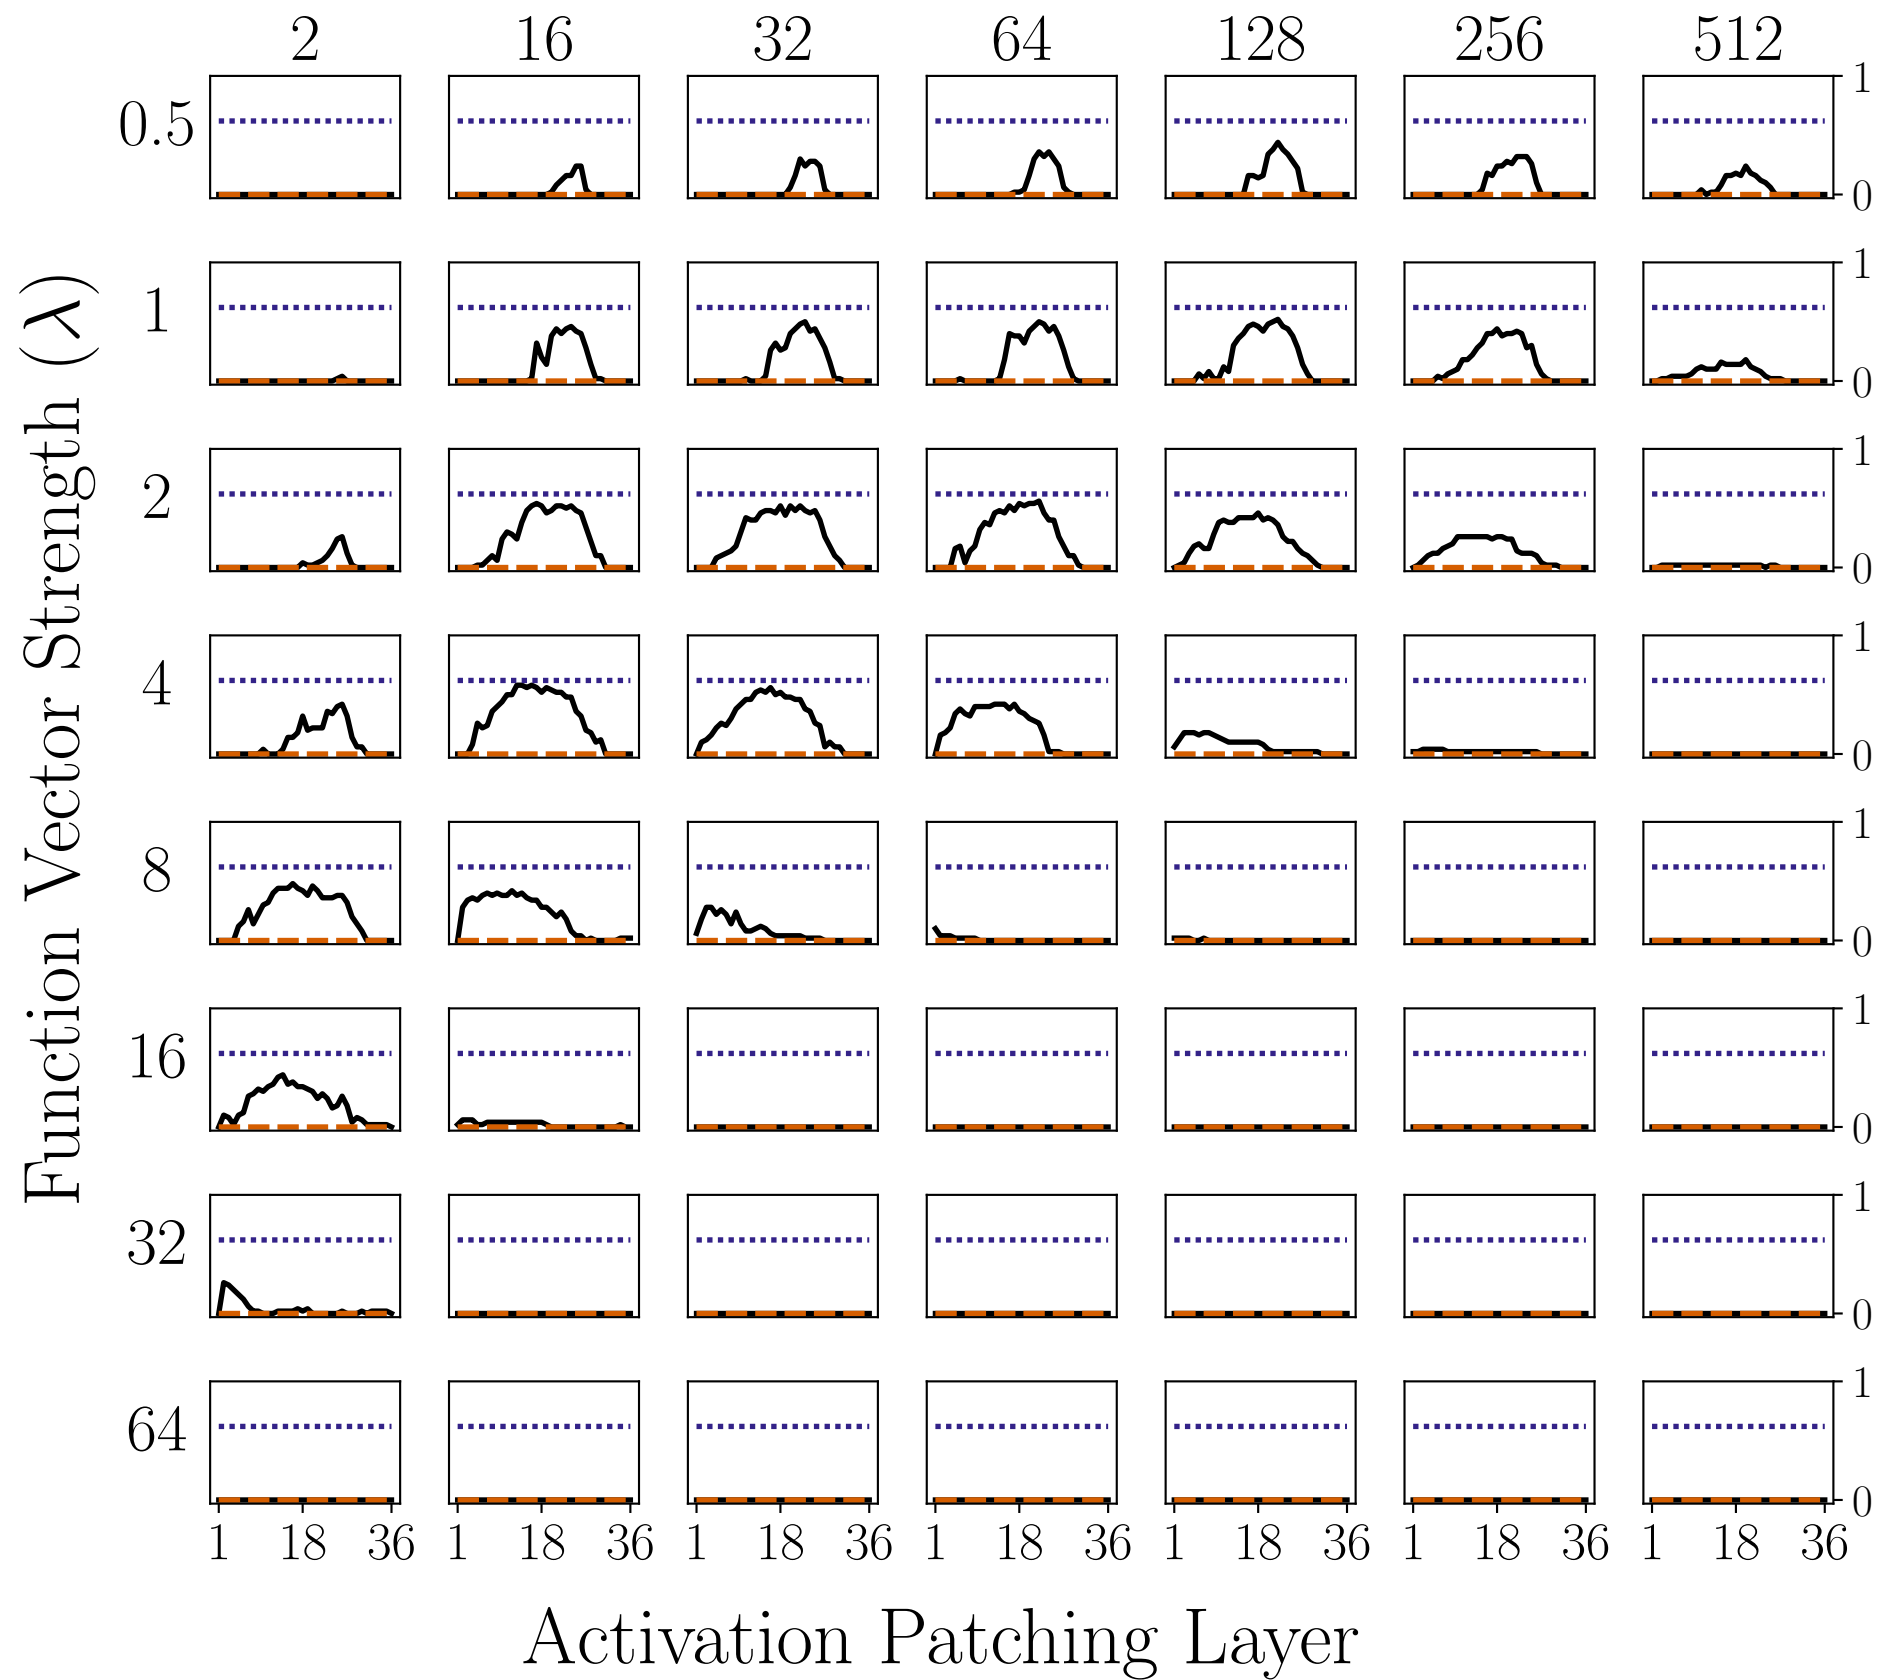 2 16 32 64 128 256 512
0.5 1 0
1 1 0
2 1 0
4 1 0
8 1 0
16 1 0
32 1 0
64 1 0
1 18 36 1 18 36 1 18 36 1 18 36 1 18 36 1 18 36 1 18 36
Function Vector Strength (λ)
Activation Patching Layer